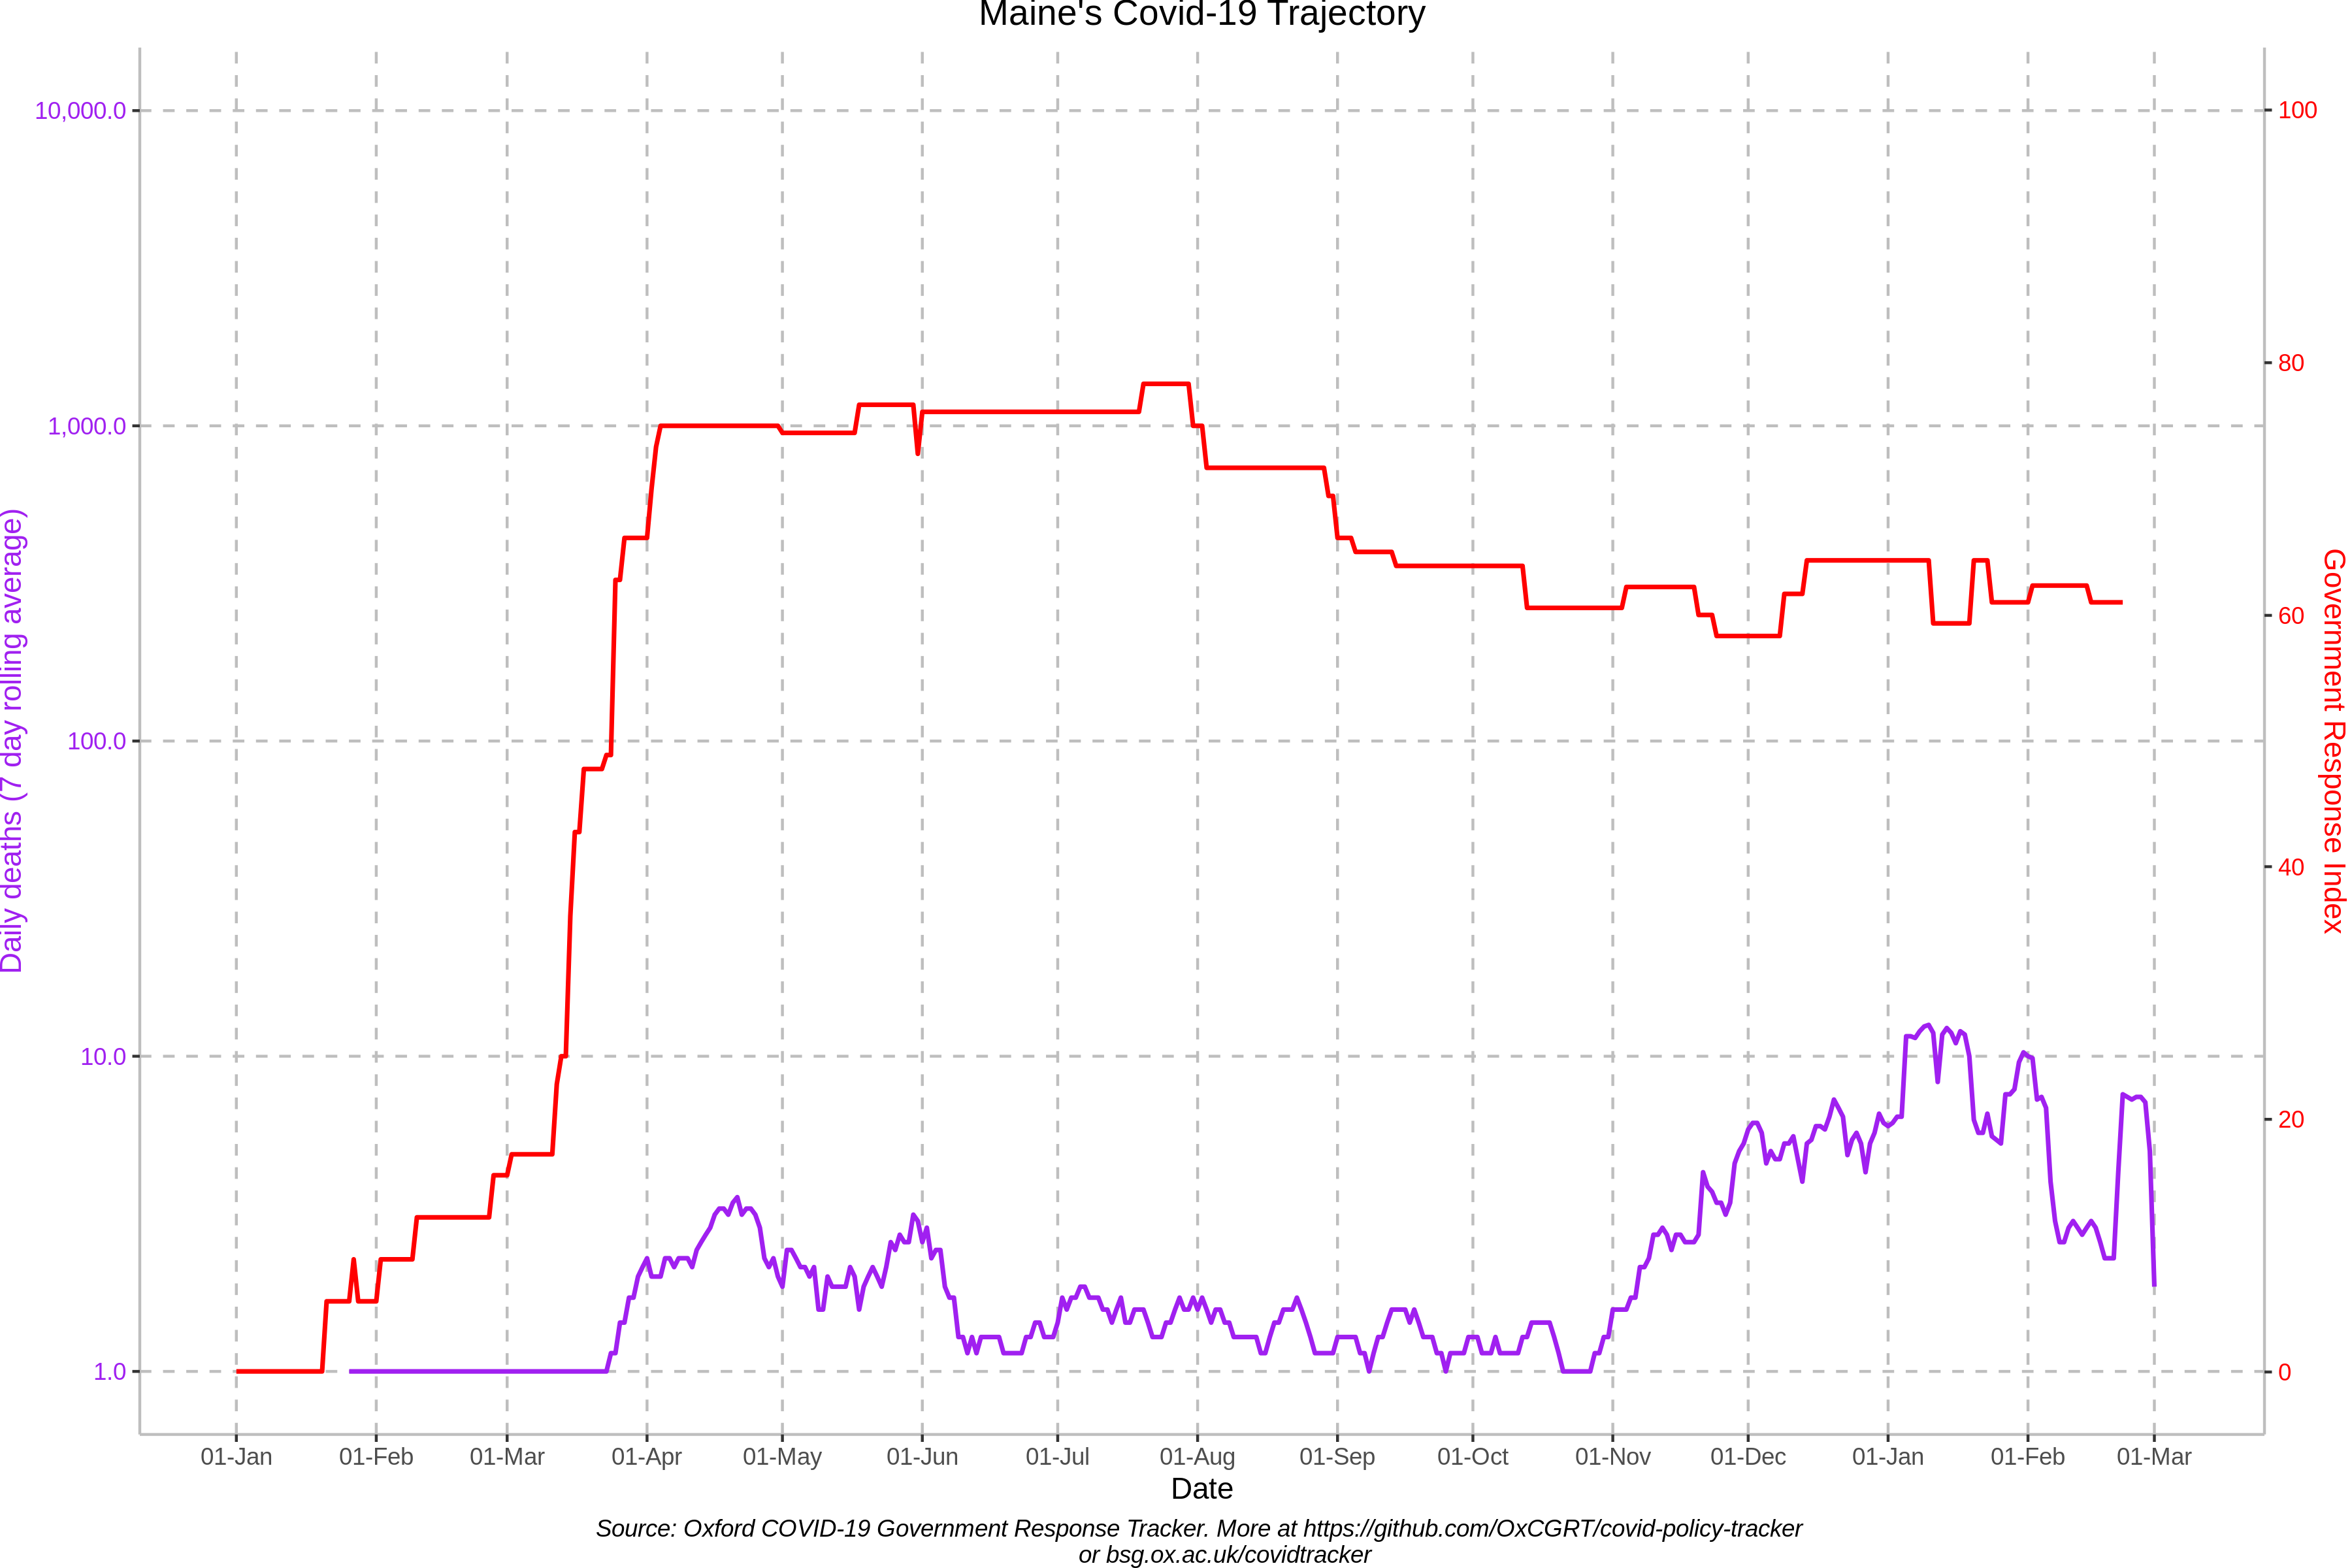 Maine's Covid-19 Trajectory
10,000.0
1,000.0
100.0
10.0
1.0
Daily deaths (7 day rolling average)
100
80
60
40
20
0
Government Response Index
01-Jan 01-Feb 01-Mar 01-Apr 01-May 01-Jun 01-Jul 01-Aug 01-Sep 01-Oct 01-Nov 01-Dec 01-Jan 01-Feb 01-Mar
Date
Source: Oxford COVID-19 Government Response Tracker. More at https://github.com/OxCGRT/covid-policy-tracker
or bsg.ox.ac.uk/covidtracker